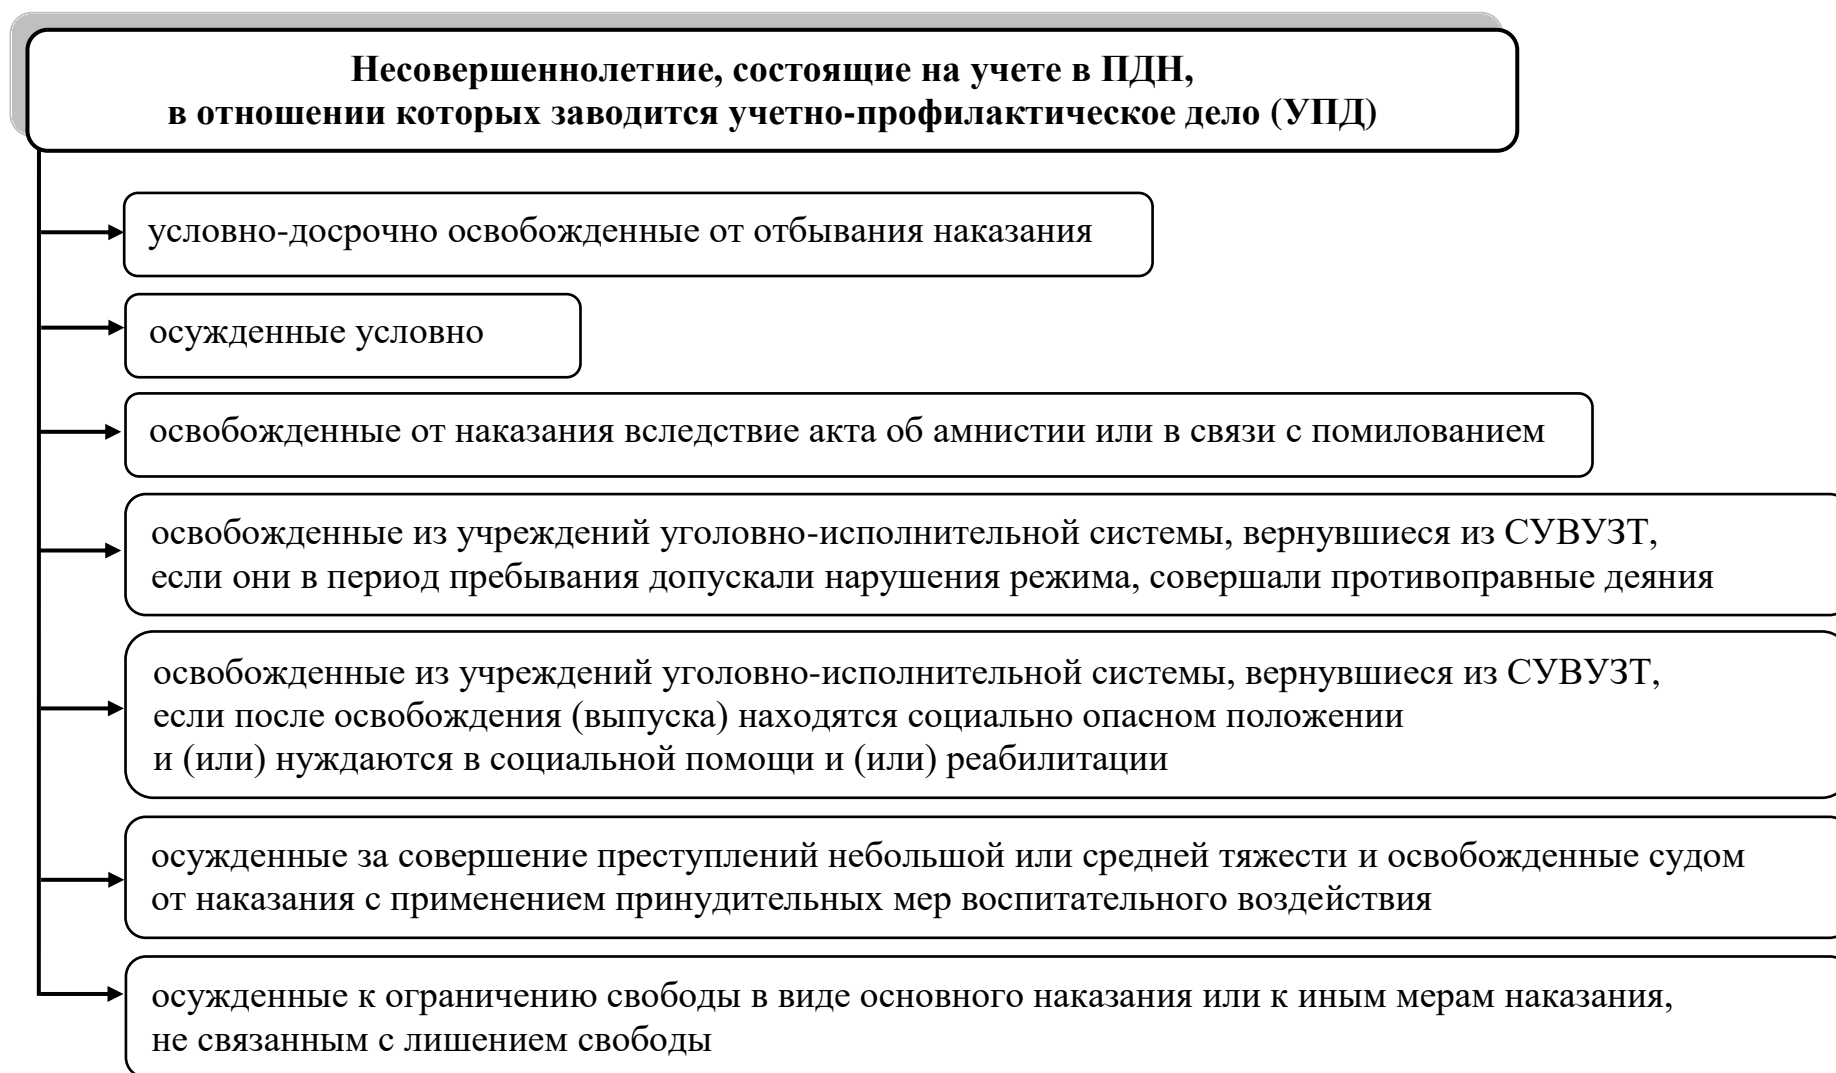 Несовершеннолетние, состоящие на учете в ПДН,
в отношении которых заводится учетно-профилактическое дело (УПД)
условно-досрочно освобожденные от отбывания наказания
осужденные условно
освобожденные от наказания вследствие акта об амнистии или в связи с помилованием
освобожденные из учреждений уголовно-исполнительной системы, вернувшиеся из СУВУЗТ,
если они в период пребывания допускали нарушения режима, совершали противоправные деяния
освобожденные из учреждений уголовно-исполнительной системы, вернувшиеся из СУВУЗТ,
если после освобождения (выпуска) находятся социально опасном положении
и (или) нуждаются в социальной помощи и (или) реабилитации
осужденные за совершение преступлений небольшой или средней тяжести и освобожденные судом
от наказания с применением принудительных мер воспитательного воздействия
осужденные к ограничению свободы в виде основного наказания или к иным мерам наказания,
не связанным с лишением свободы